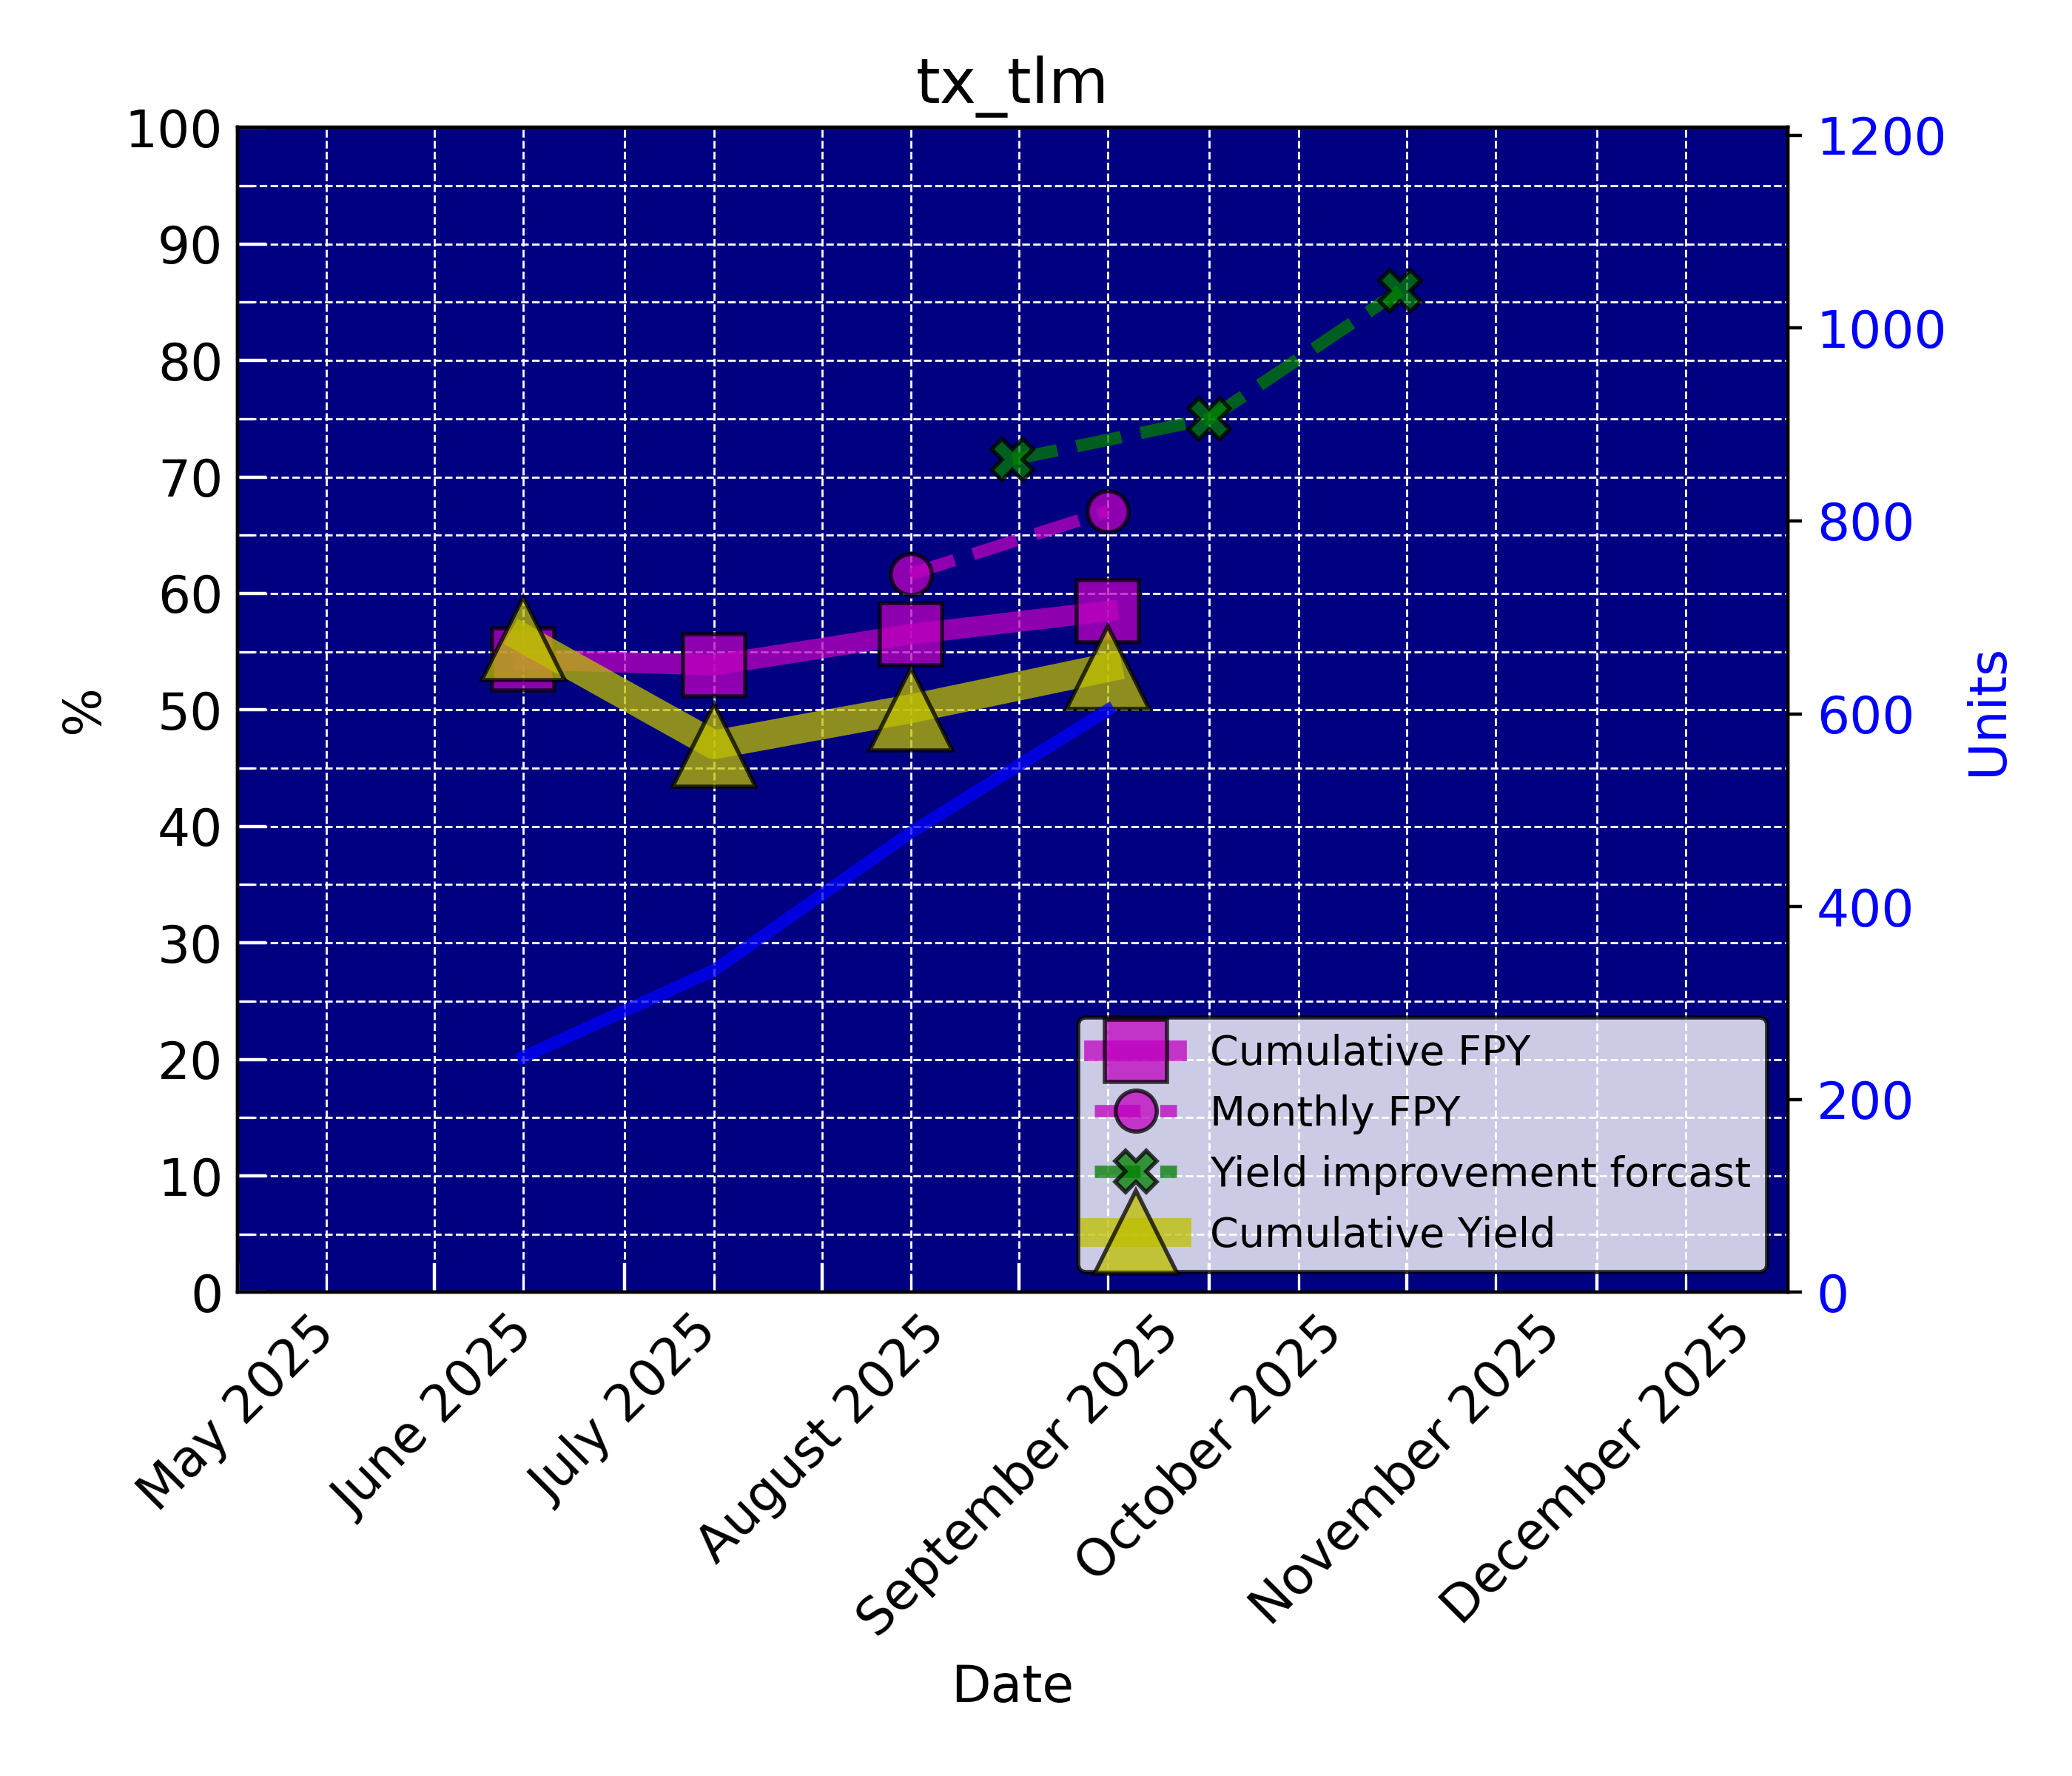 tx_tlm
100
90
80
70
60
50
40
30
20
10
0
%
1200
1000
800
600
400
200
0
Units
Cumulative FPY
Monthly FPY
Yield improvement forcast
Cumulative Yield
May 2025
June 2025
July 2025
August 2025
September 2025
October 2025
November 2025
December 2025
Date